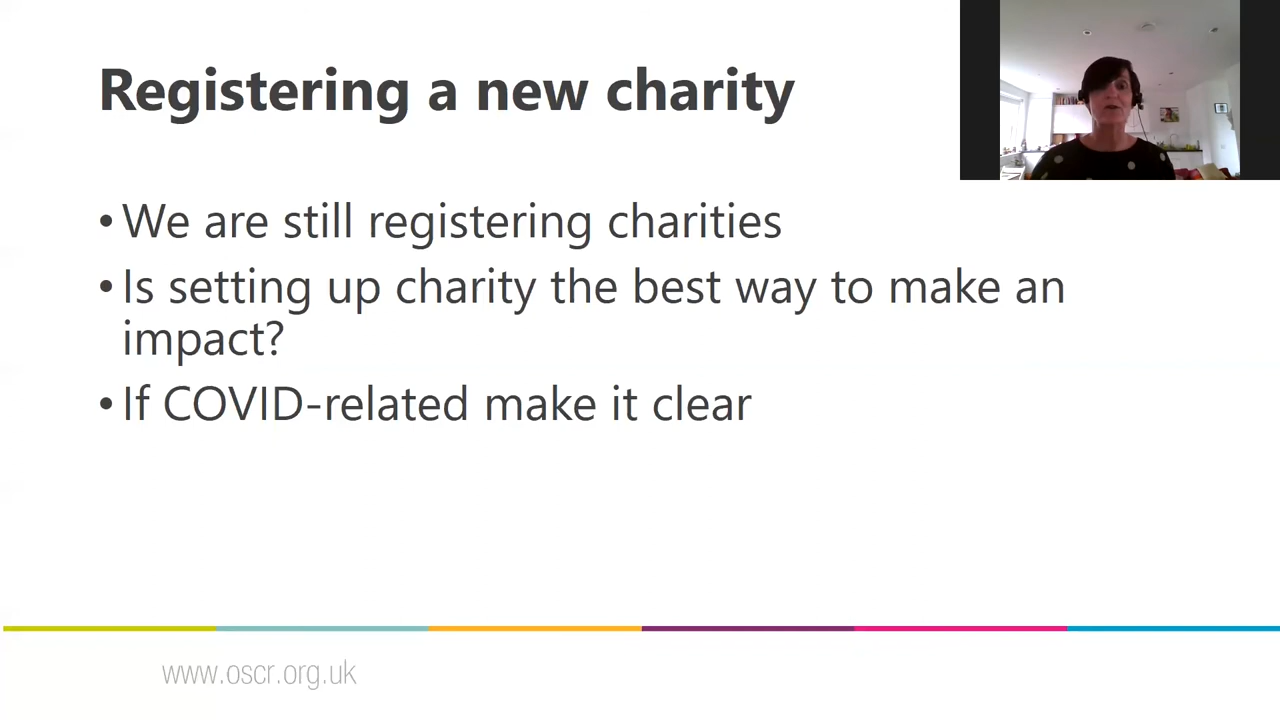 Registering a new charity
•We are still registering charities
•Is setting up charity the best way to make an
impact?
•If COVID-related make it clear
www.oscr.org.uk